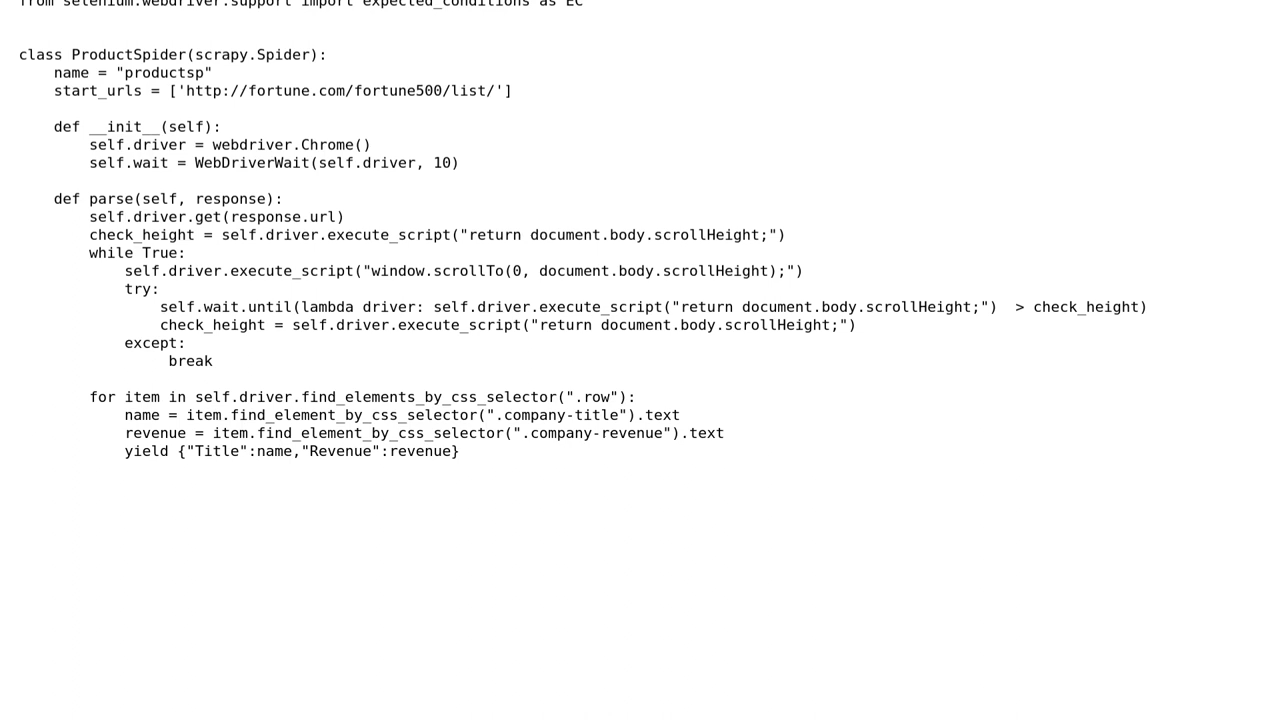 from selenium.webdriver.support import expected_conditions as EC
class ProductSpider(scrapy.Spider):
    name = "productsp"
    start_urls = ['http://fortune.com/fortune500/list/']
    def __init__(self):
        self.driver = webdriver.Chrome()
        self.wait = WebDriverWait(self.driver, 10)
    def parse(self, response):
        self.driver.get(response.url)
        check_height = self.driver.execute_script("return document.body.scrollHeight;")
        while True:
            self.driver.execute_script("window.scrollTo(0, document.body.scrollHeight);")
            try:
                self.wait.until(lambda driver: self.driver.execute_script("return document.body.scrollHeight;")  > check_height)
                check_height = self.driver.execute_script("return document.body.scrollHeight;")
            except:
                 break
        for item in self.driver.find_elements_by_css_selector(".row"):
            name = item.find_element_by_css_selector(".company-title").text
            revenue = item.find_element_by_css_selector(".company-revenue").text
            yield {"Title":name,"Revenue":revenue}